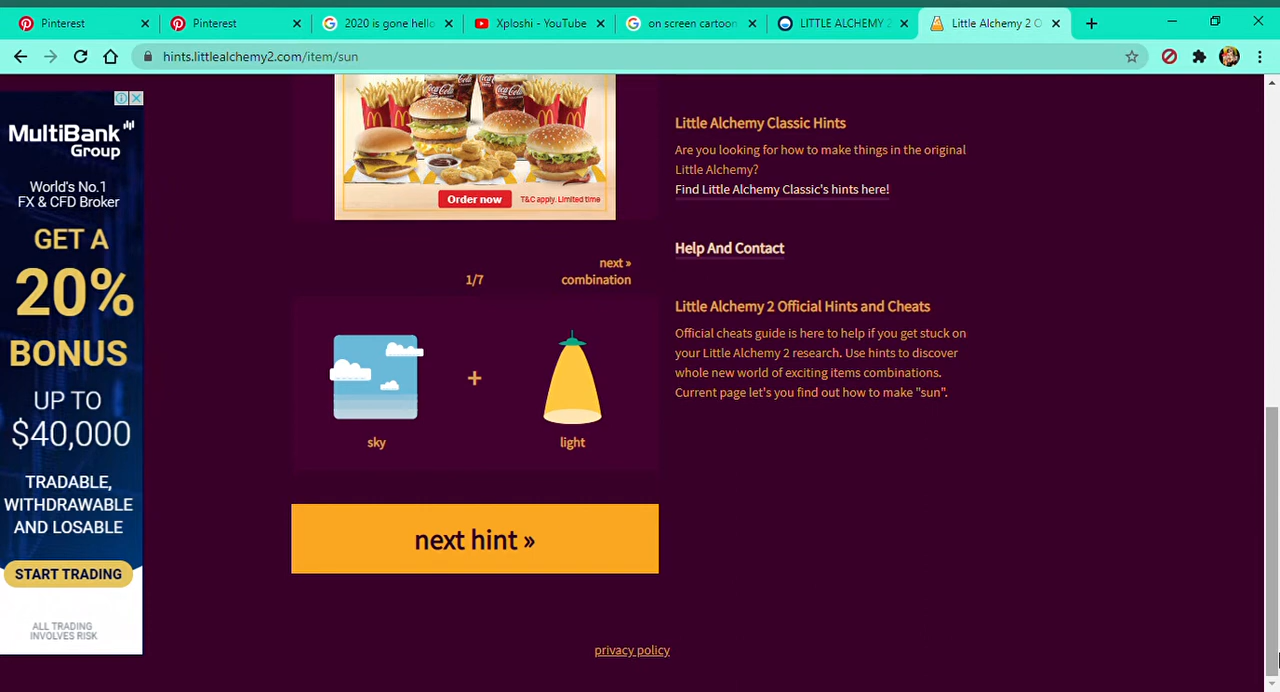 Pinterest
Pinterest
2020 is gone hello
Xploshi - YouTube
on screen cartoon
LITTLE ALCHEMY 2
Little Alchemy 2 O
hints.littlealchemy2.com/item/sun
MultiBank
Group
World's No.1
FX & CFD Broker
GET A
20%
BONUS
UP TO
$40,000
TRADABLE,
WITHDRAWABLE
AND LOSABLE
START TRADING
ALL TRADING
INVOLVES RISK
Coca-Cola
Coca-Cola
Order now
T&C apply. Limited time
1/7
next »
combination
+
sky
light
next hint »
Little Alchemy Classic Hints
Are you looking for how to make things in the original
Little Alchemy?
Find Little Alchemy Classic's hints here!
Help And Contact
Little Alchemy 2 Official Hints and Cheats
Official cheats guide is here to help if you get stuck on
your Little Alchemy 2 research. Use hints to discover
whole new world of exciting items combinations.
Current page let's you find out how to make "sun".
privacy policy